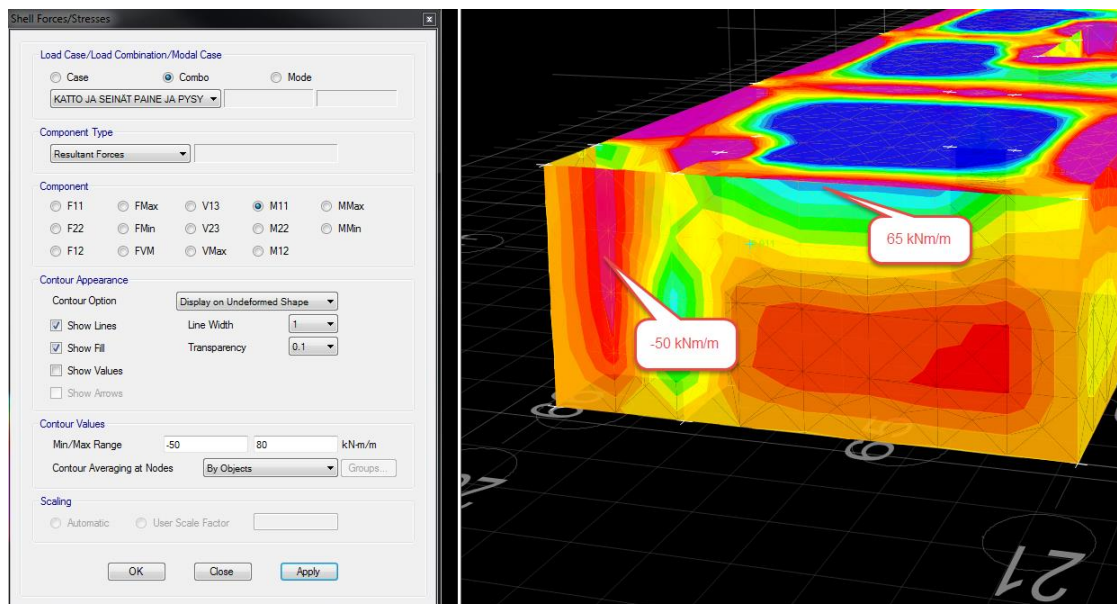 Shell Forces/Stresses
x
Load Case/Load Combination/Modal Case
Case Combo Mode
KATTO JA SEINÄT PAINE JA PYSY
Component Type
Resultant Forces
Component
F11 FMax V13 M11 MMax
F22 FMin V23 M22 MMin
F12 FVM VMax M12
Contour Appearance
Contour Option Display on Undeformed Shape
Show Lines Line Width 1
Show Fill Transparency 0.1
Show Values
Show Arrows
Contour Values
Min/Max Range -50 80 kN-m/m
Contour Averaging at Nodes By Objects Groups...
Scaling
Automatic User Scale Factor
OK Close Apply
65 kNm/m
-50 kNm/m
21